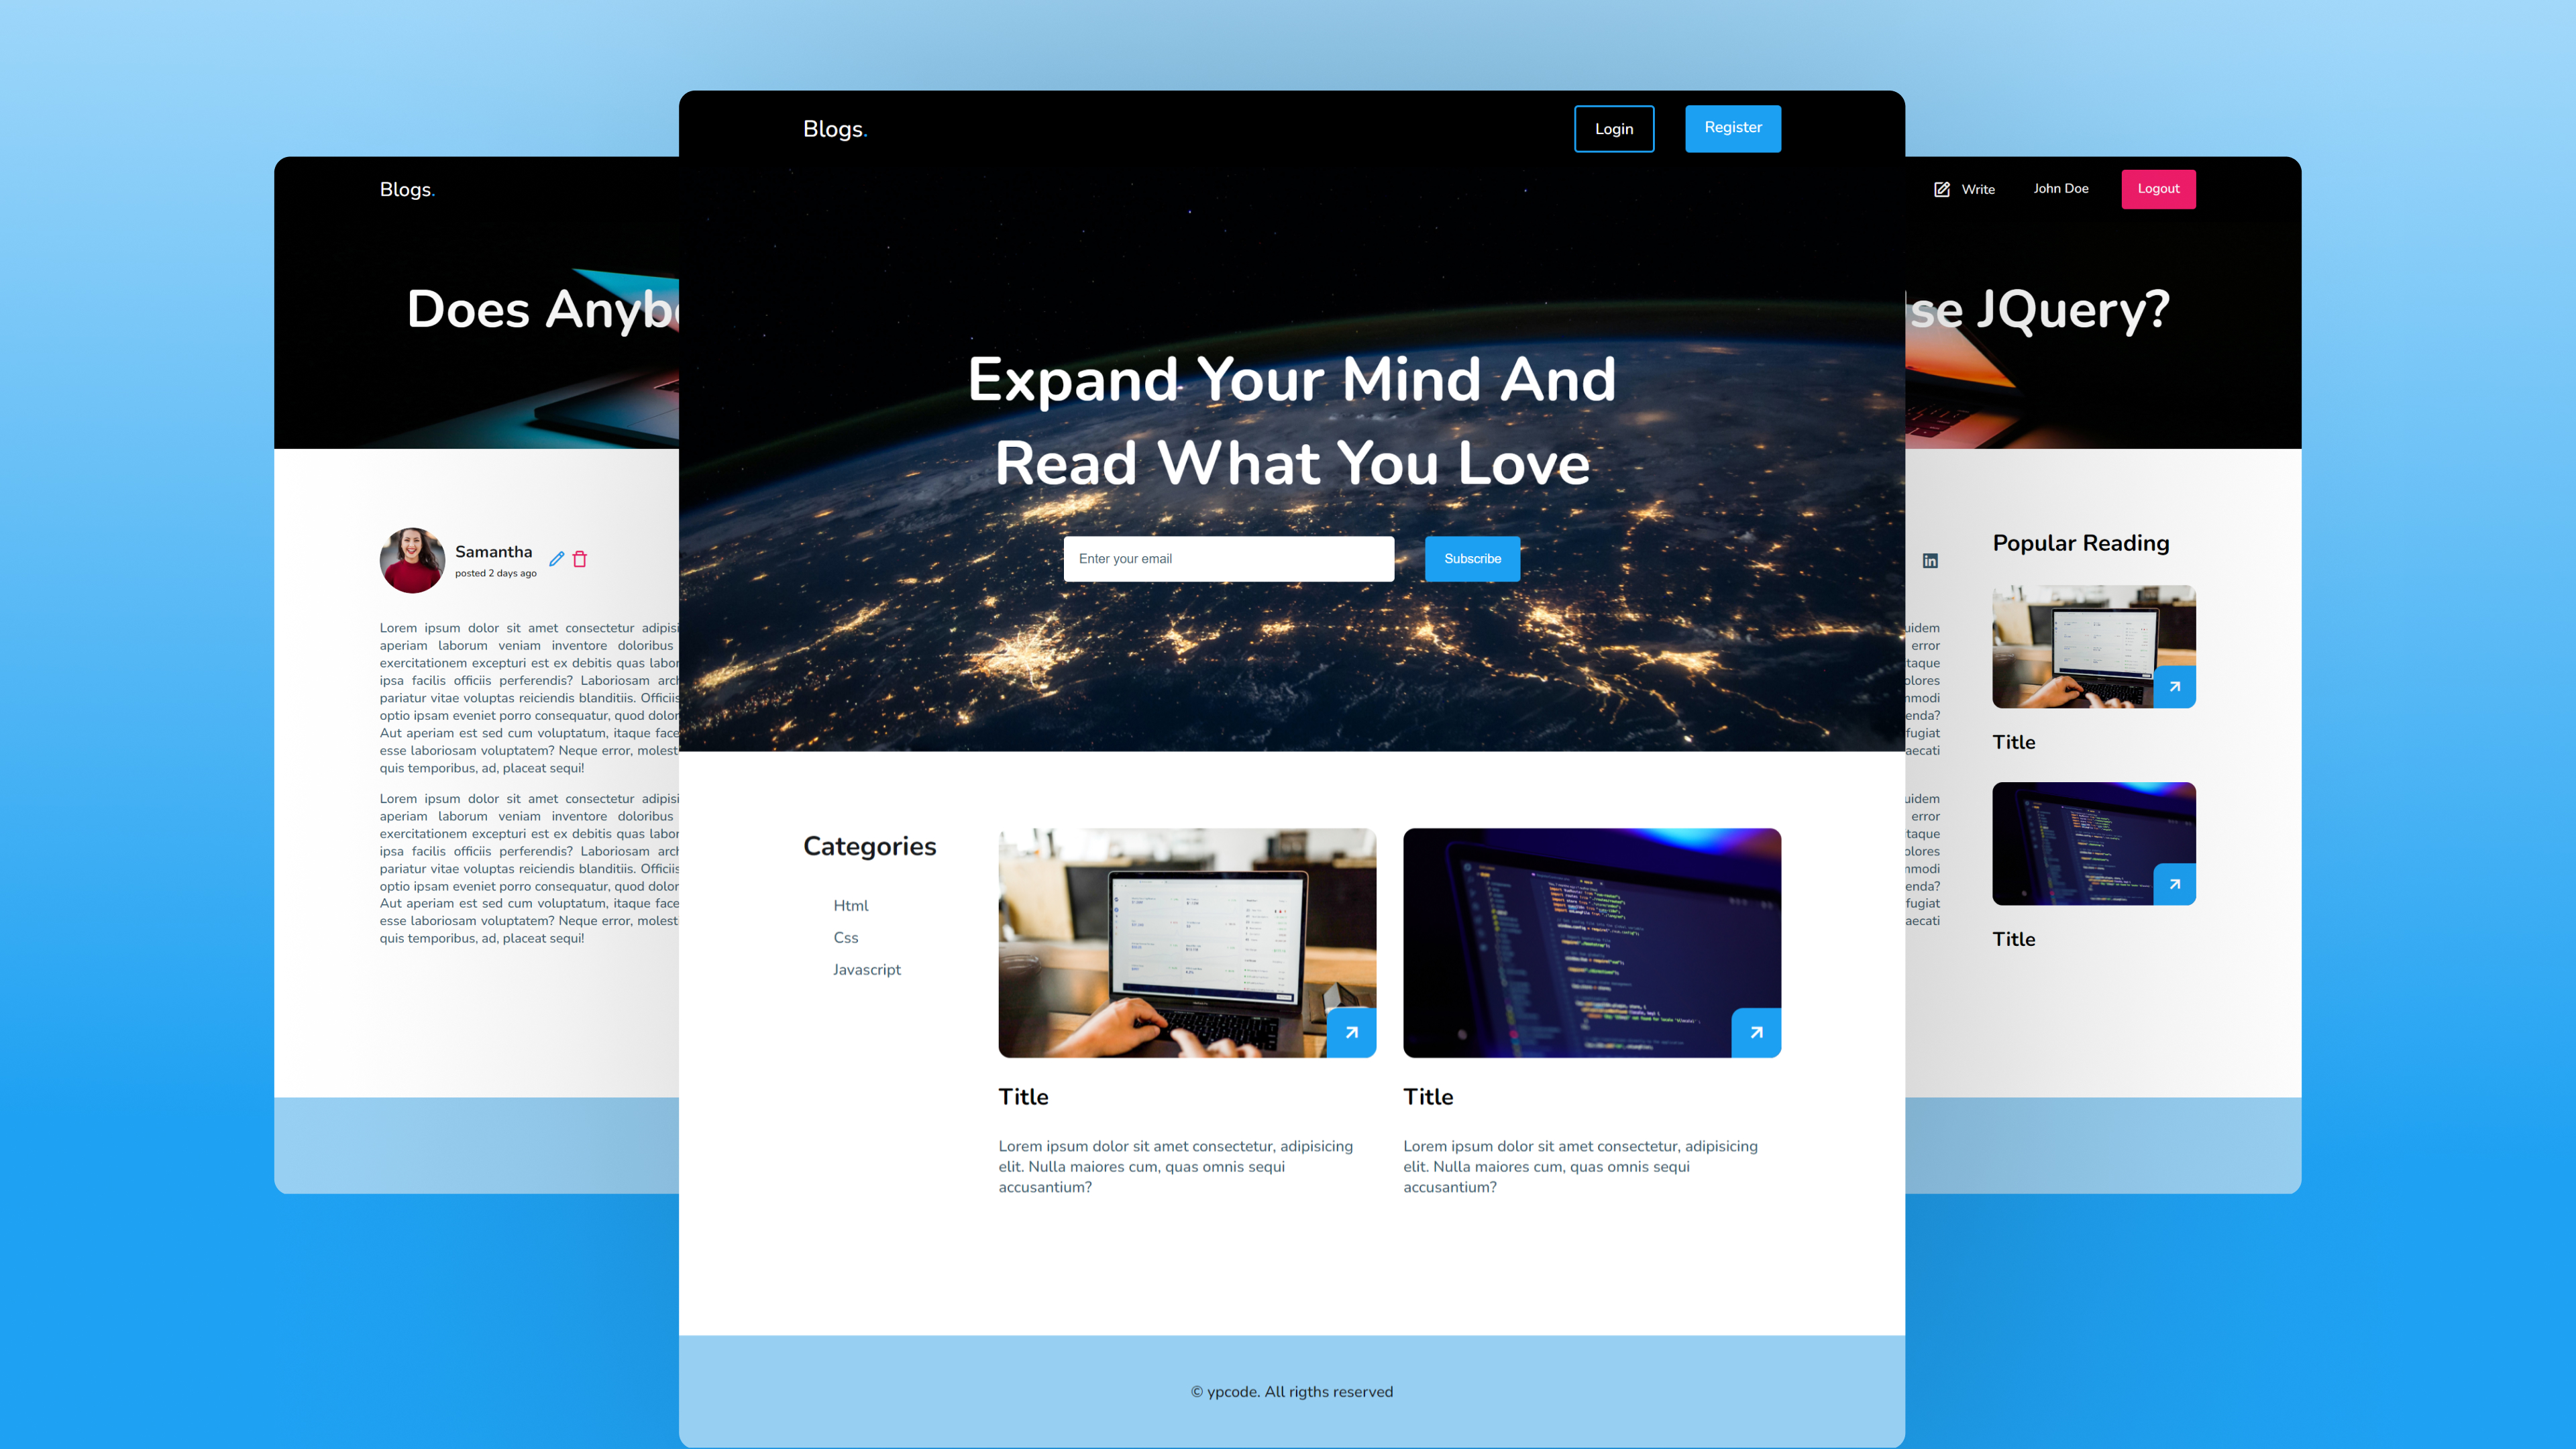 Blogs.
Login
Register
Expand Your Mind And
Read What You Love
Enter your email
Subscribe
Categories
Html
Css
Javascript
Title
Lorem ipsum dolor sit amet consectetur, adipisicing
elit. Nulla maiores cum, quas omnis sequi
accusantium?
Title
Lorem ipsum dolor sit amet consectetur, adipisicing
elit. Nulla maiores cum, quas omnis sequi
accusantium?
© ypcode. All rigths reserved
Blogs.
Does Anybo
Samantha
posted 2 days ago
Lorem ipsum dolor sit amet consectetur adipisi
aperiam laborum veniam inventore doloribus
exercitationem excepturi est ex debitis quas labor
ipsa facilis officiis perferendis? Laboriosam arch
pariatur vitae voluptas reiciendis blanditiis. Officiis
optio ipsam eveniet porro consequatur, quod dolor
Aut aperiam est sed cum voluptatum, itaque face
esse laboriosam voluptatem? Neque error, molest
quis temporibus, ad, placeat sequi!
Lorem ipsum dolor sit amet consectetur adipisi
aperiam laborum veniam inventore doloribus
exercitationem excepturi est ex debitis quas labor
ipsa facilis officiis perferendis? Laboriosam arch
pariatur vitae voluptas reiciendis blanditiis. Officiis
optio ipsam eveniet porro consequatur, quod dolor
Aut aperiam est sed cum voluptatum, itaque face
esse laboriosam voluptatem? Neque error, molest
quis temporibus, ad, placeat sequi!
Write
John Doe
Logout
se JQuery?
uidem
error
itaque
olores
mmodi
enda?
fugiat
aecati
uidem
error
itaque
olores
mmodi
enda?
fugiat
aecati
Popular Reading
Title
Title